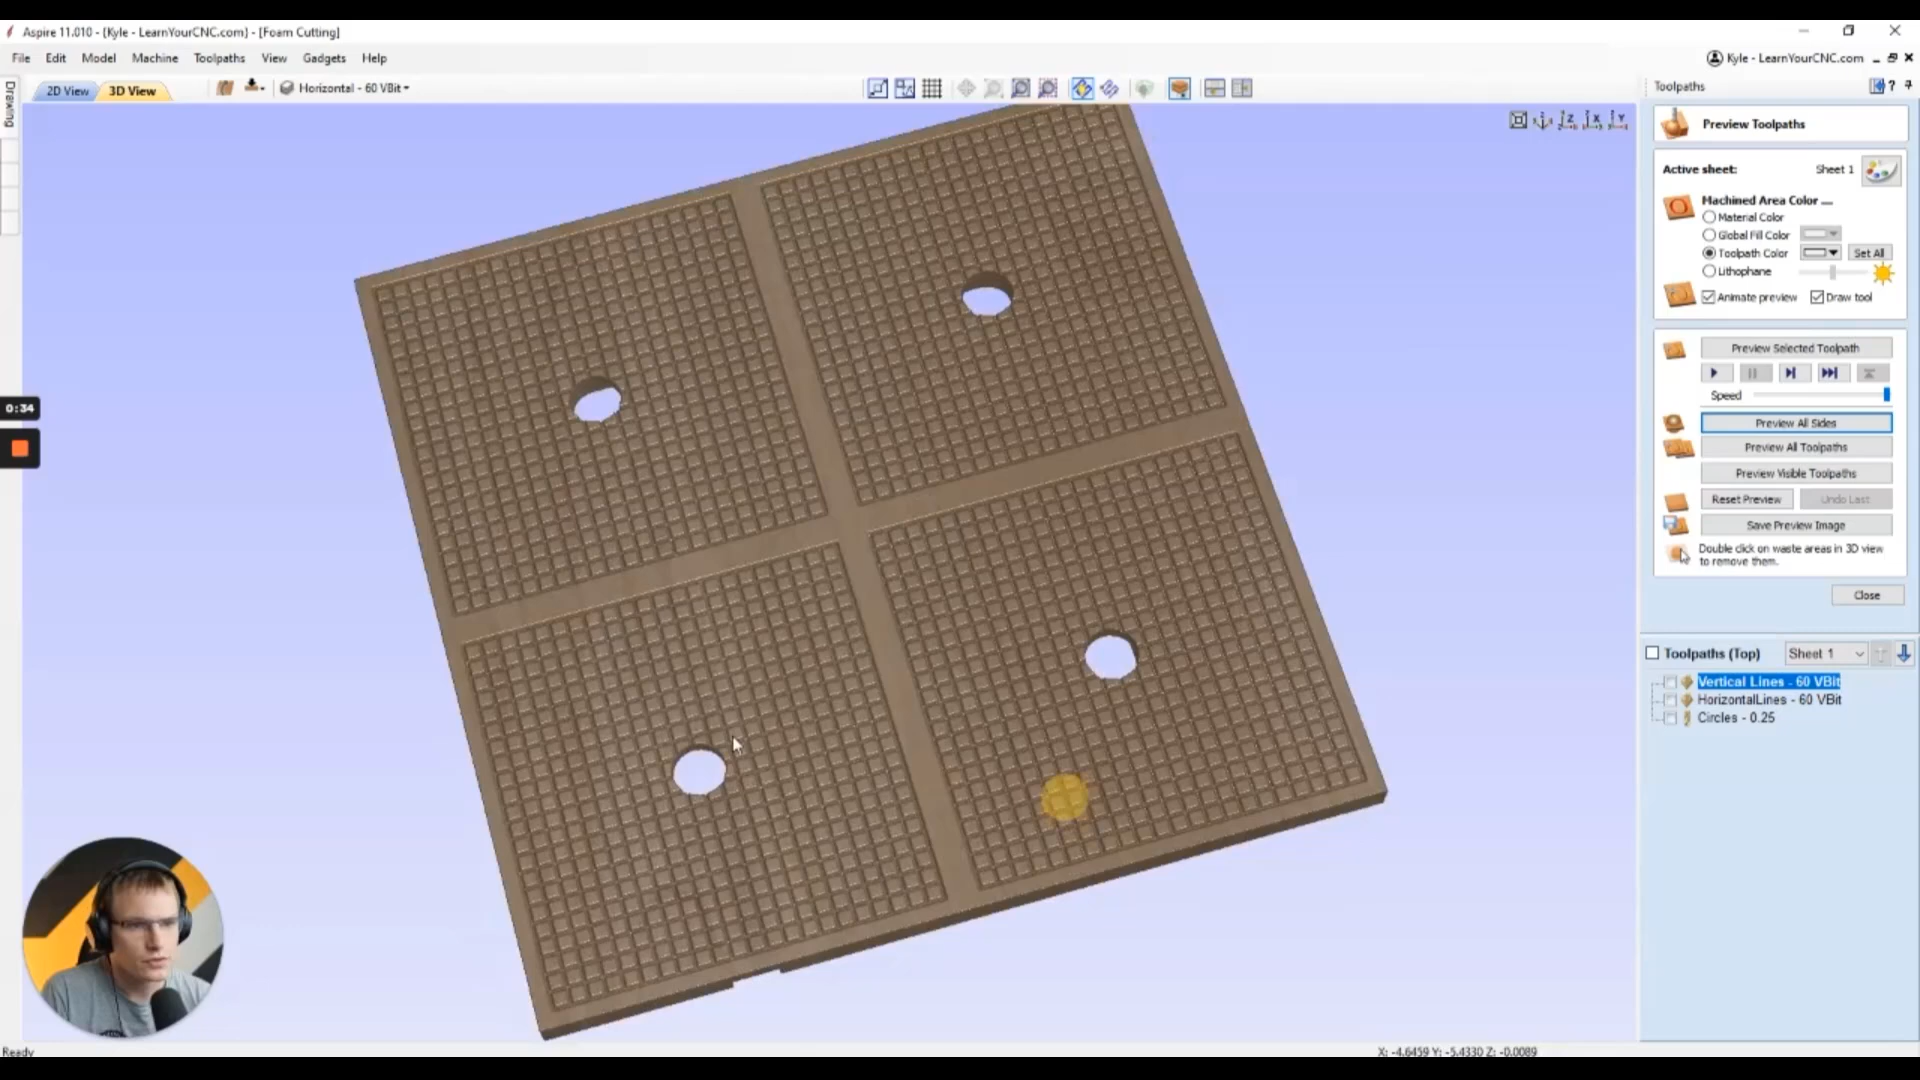 Aspire 11.010 - {Kyle - LearnYourCNC.com} - [Foam Cutting]
File Edit Model Machine Toolpaths View Gadgets Help
Kyle - LearnYourCNC.com
Drawing
2D View
3D View
Horizontal - 60 VBit
Toolpaths
Preview Toolpaths
Active sheet: Sheet 1
Machined Area Color
Material Color
Global Fill Color
Toolpath Color
Set All
Lithophane
Animate preview
Draw tool
Preview Selected Toolpath
Speed
0:34
Preview All Sides
Preview All Toolpaths
Preview Visible Toolpaths
Reset Preview
Undo Last
Save Preview Image
Double click on waste areas in 3D view
to remove them.
Close
Toolpaths (Top)
Sheet 1
Vertical Lines - 60 VBit
HorizontalLines - 60 VBit
Circles - 0.25
Ready
X: -4.6459 Y: -5.4330 Z: -0.0089